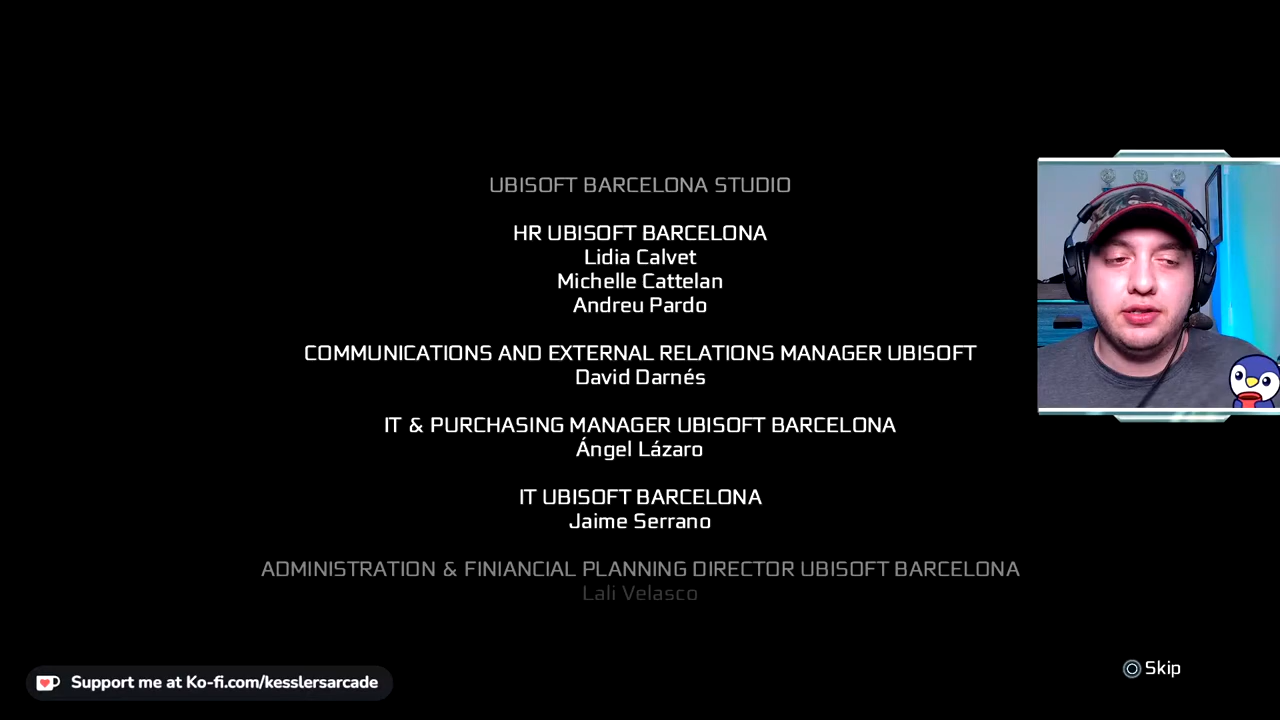 UBISOFT BARCELONA STUDIO
HR UBISOFT BARCELONA
Lidia Calvet
Michelle Cattelan
Andreu Pardo
COMMUNICATIONS AND EXTERNAL RELATIONS MANAGER UBISOFT
David Darnés
IT & PURCHASING MANAGER UBISOFT BARCELONA
Ángel Lázaro
IT UBISOFT BARCELONA
Jaime Serrano
ADMINISTRATION & FINIANCIAL PLANNING DIRECTOR UBISOFT BARCELONA
Lali Velasco
Skip
Support me at Ko-fi.com/kesslersarcade